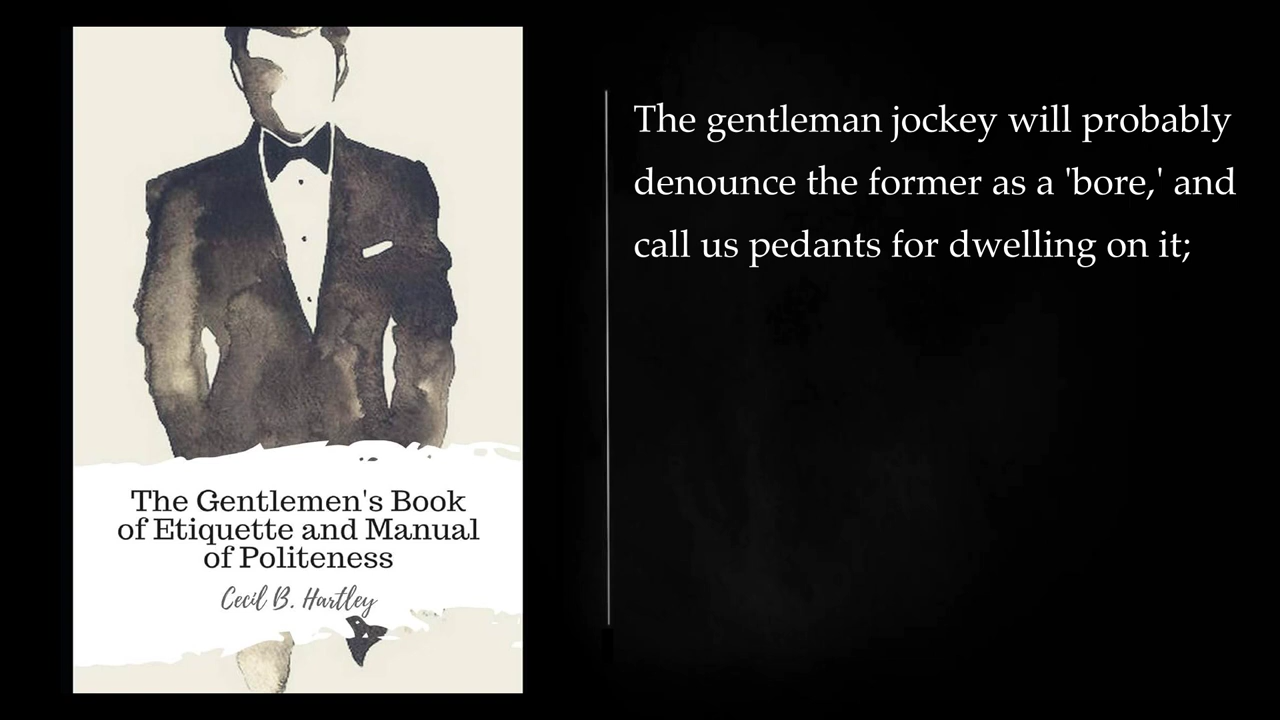 The Gentlemen's Book
of Etiquette and Manual
of Politeness
Cecil B. Hartley
The gentleman jockey will probably
denounce the former as a 'bore,' and
call us pedants for dwelling on it;